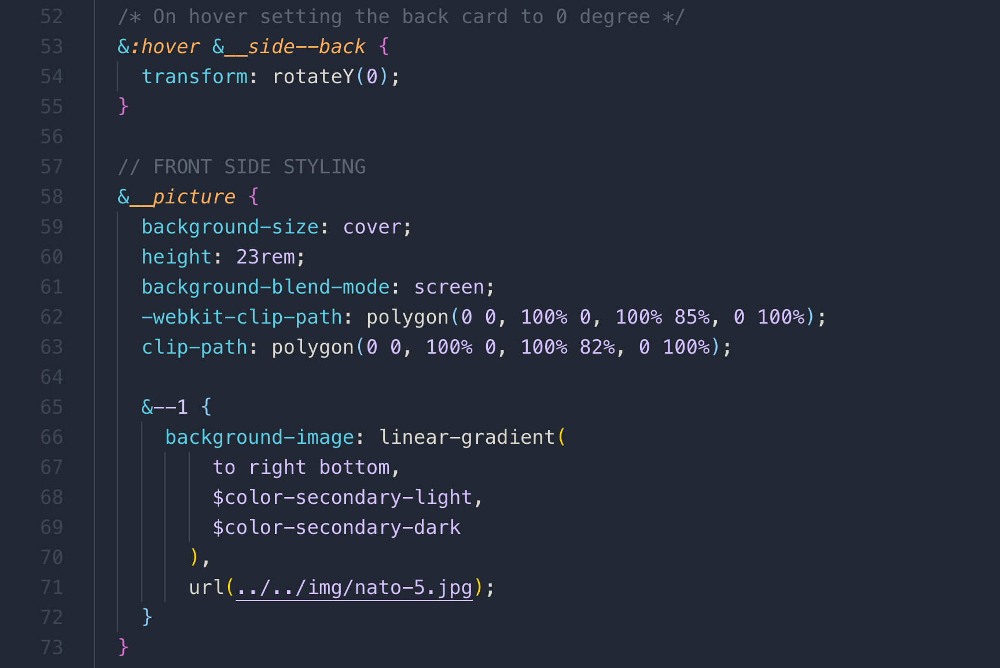 52 /* On hover setting the back card to 0 degree */
53 &:hover &__side--back {
54 transform: rotateY(0);
55 }
56
57 // FRONT SIDE STYLING
58 &__picture {
59 background-size: cover;
60 height: 23rem;
61 background-blend-mode: screen;
62 -webkit-clip-path: polygon(0 0, 100% 0, 100% 85%, 0 100%);
63 clip-path: polygon(0 0, 100% 0, 100% 82%, 0 100%);
64
65 &--1 {
66 background-image: linear-gradient(
67 to right bottom,
68 $color-secondary-light,
69 $color-secondary-dark
70 ),
71 url(../../img/nato-5.jpg);
72 }
73 }